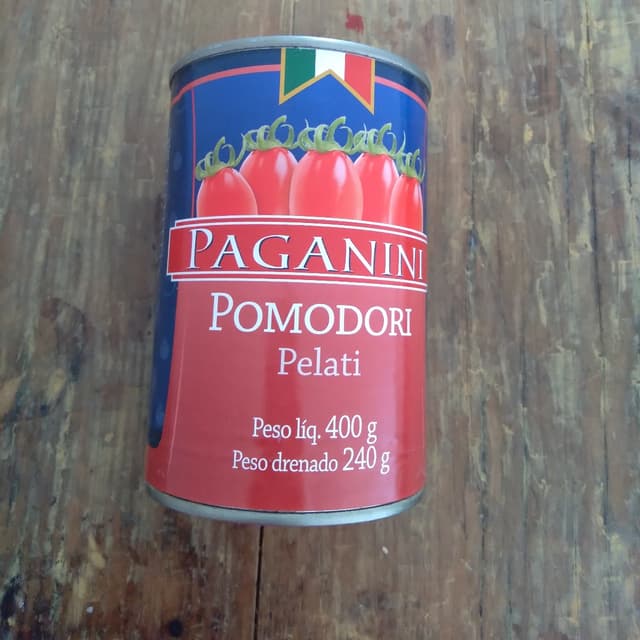 PAGANINI
POMODORI
Pelati
Peso líq. 400 g
Peso drenado 240 g